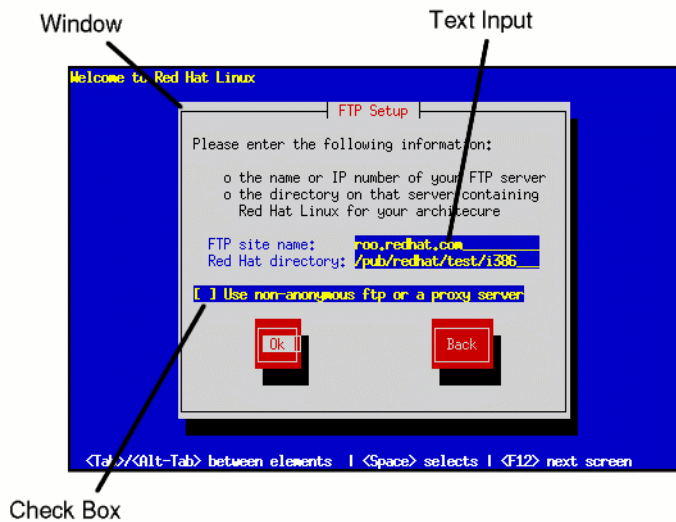 Window
Text Input
Welcome to Red Hat Linux
FTP Setup
Please enter the following information:
o the name or IP number of your FTP server
o the directory on that server containing
Red Hat Linux for your architecure
FTP site name: roo.redhat.com
Red Hat directory: /pub/redhat/test/i386
[ ] Use non-anonymous ftp or a proxy server
Ok
Back
<Tab>/<Alt-Tab> between elements | <Space> selects | <F12> next screen
Check Box